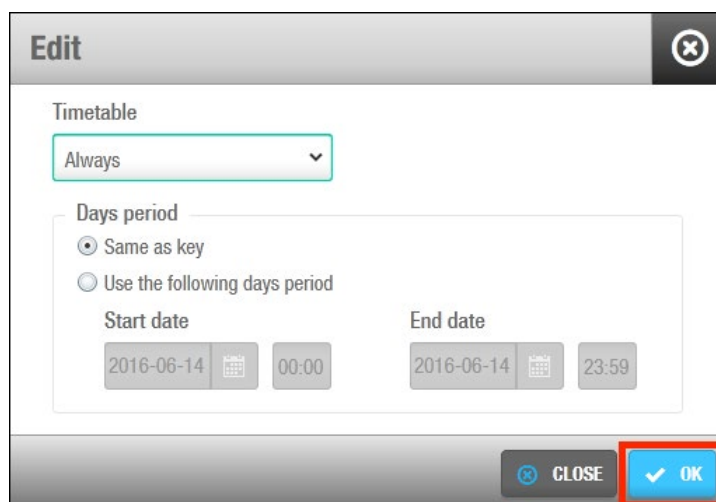 Edit
Timetable
Always
Days period
Same as key
Use the following days period
Start date End date
2016-06-14 00:00 2016-06-14 23:59
CLOSE OK